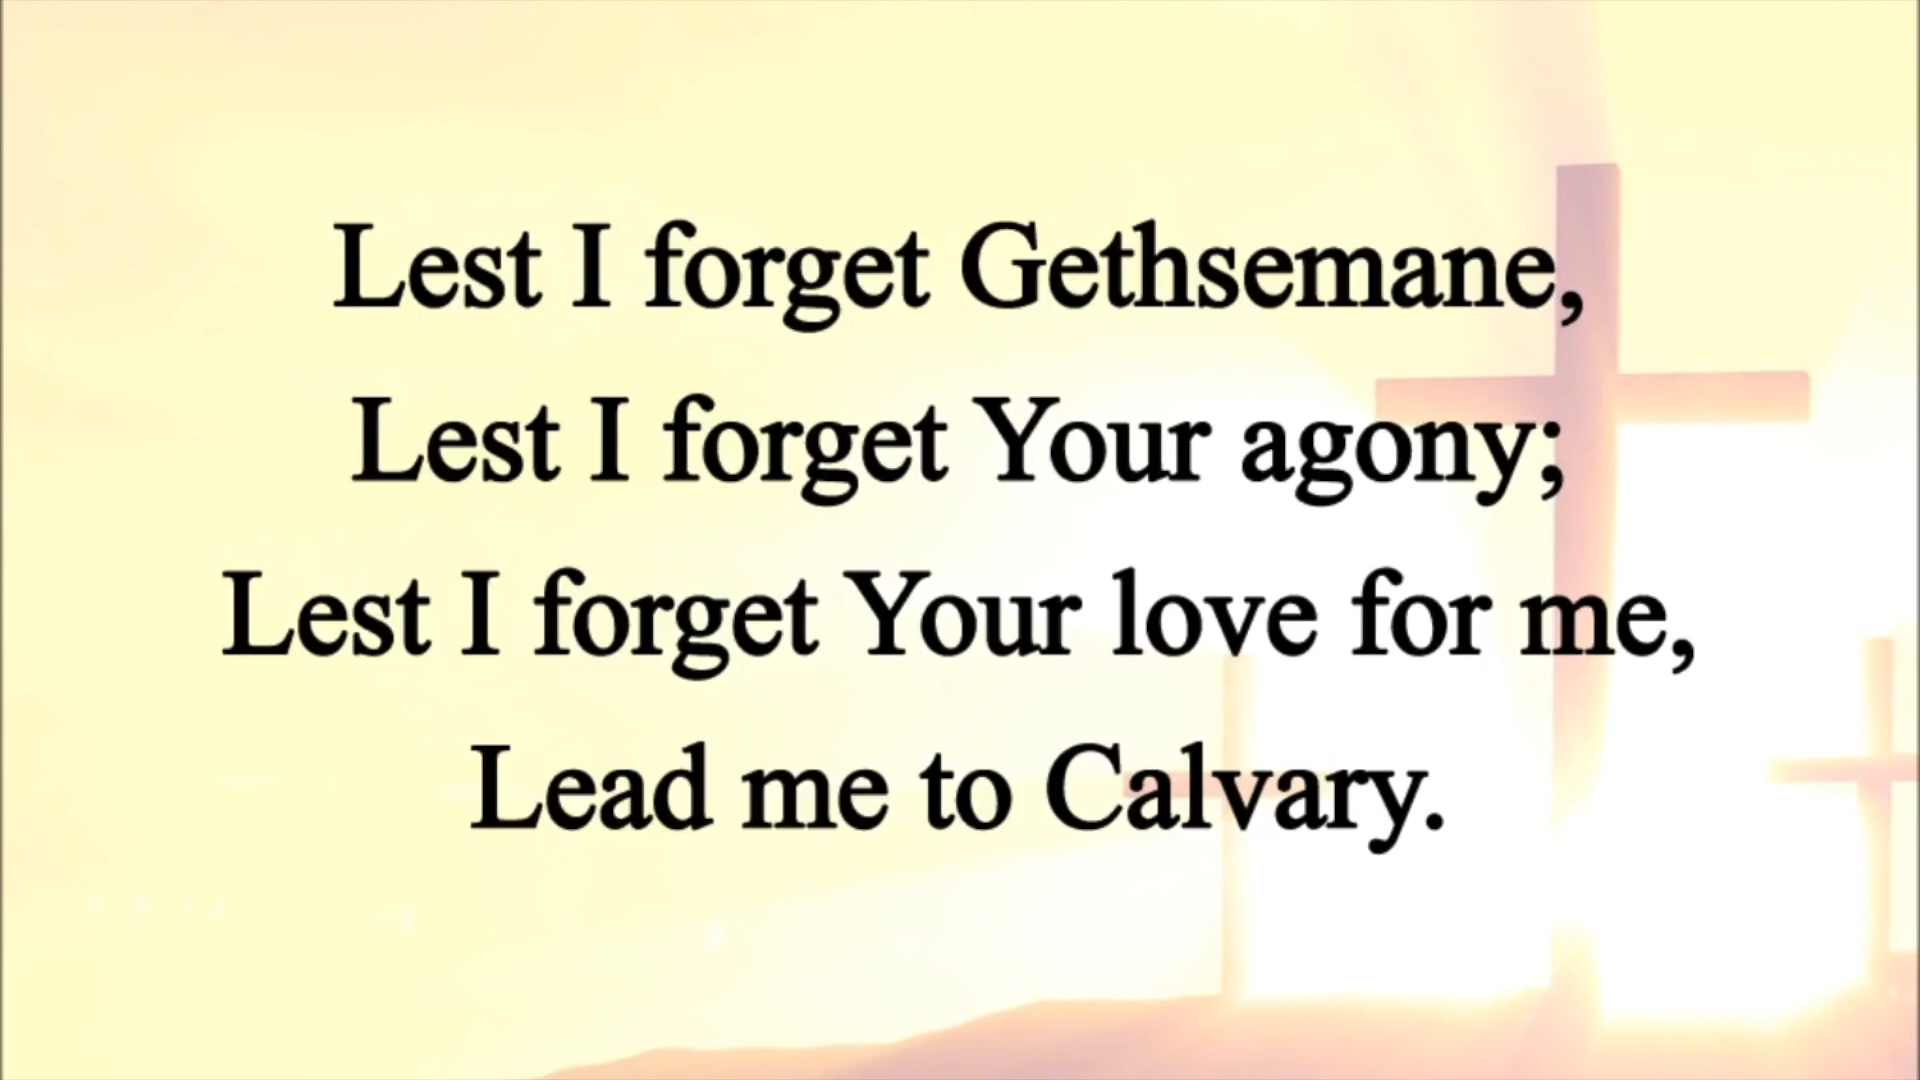 Lest I forget Gethsemane,
Lest I forget Your agony;
Lest I forget Your love for me,
Lead me to Calvary.